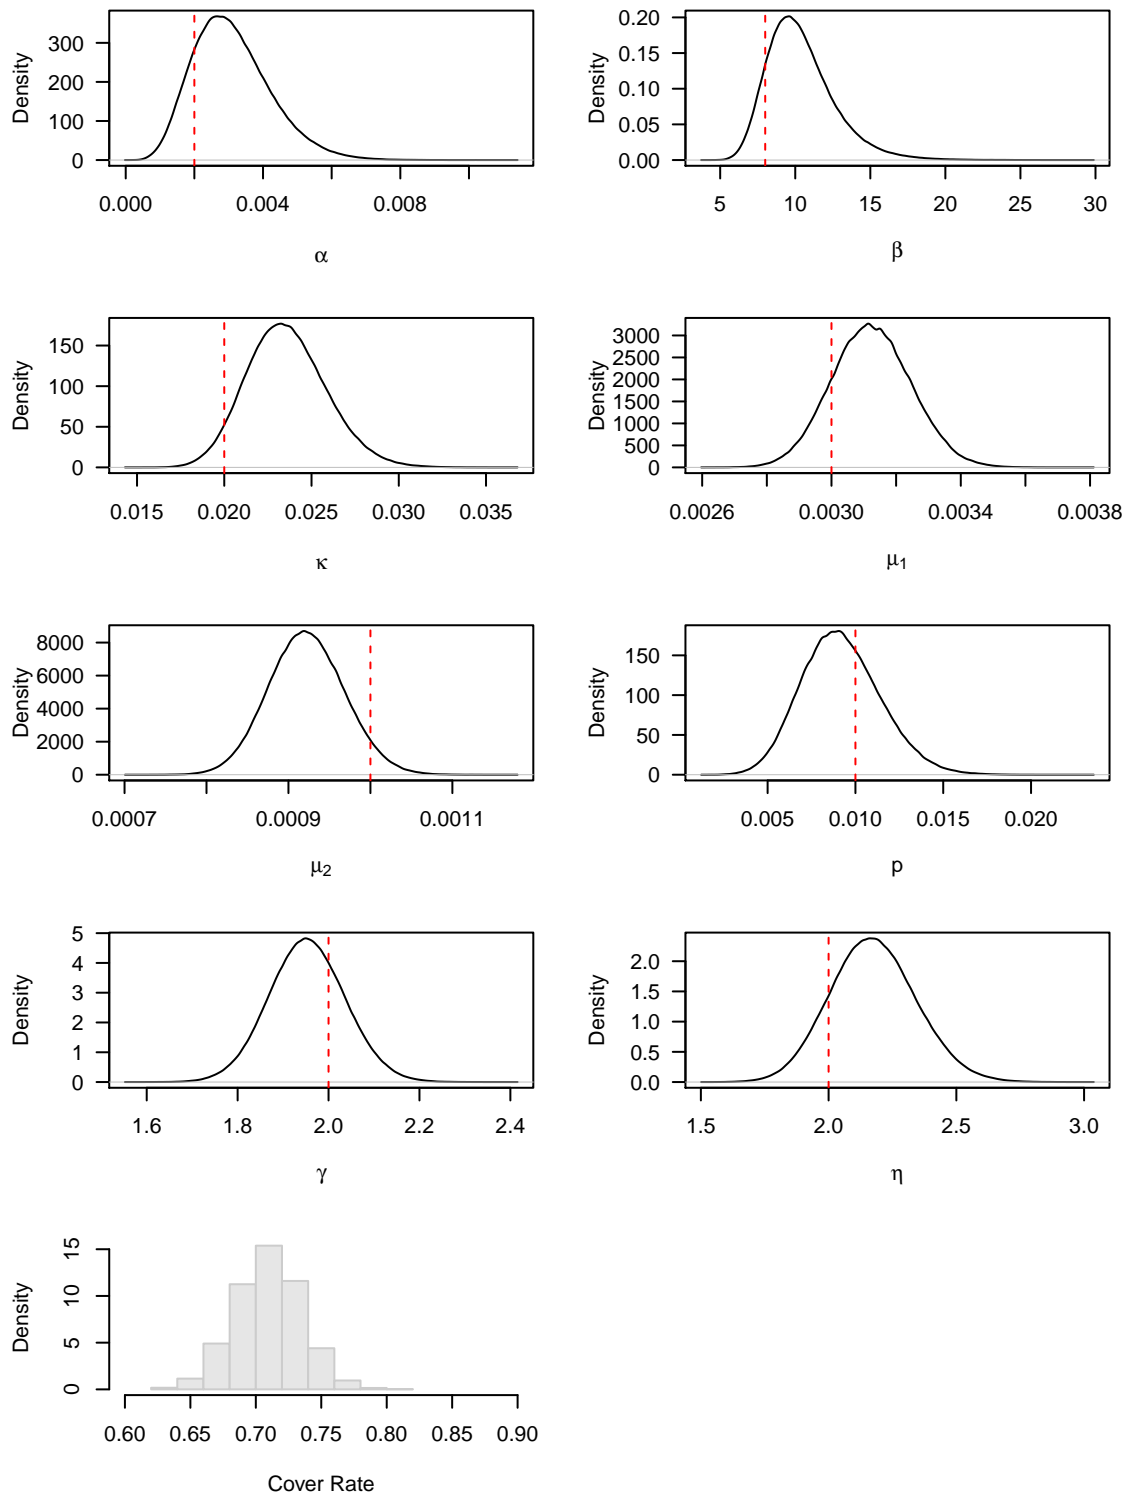 Density
300
200
100
0
0.000 0.004 0.008
α
Density
0.20
0.15
0.10
0.05
0.00
5 10 15 20 25 30
β
Density
150
100
50
0
0.015 0.020 0.025 0.030 0.035
κ
Density
3000
2500
2000
1500
1000
500
0
0.0026 0.0030 0.0034 0.0038
μ1
Density
8000
6000
4000
2000
0
0.0007 0.0009 0.0011
μ2
Density
150
100
50
0
0.005 0.010 0.015 0.020
p
Density
5
4
3
2
1
0
1.6 1.8 2.0 2.2 2.4
γ
Density
2.0
1.5
1.0
0.5
0.0
1.5 2.0 2.5 3.0
η
Density
15
10
5
0
0.60 0.65 0.70 0.75 0.80 0.85 0.90
Cover Rate